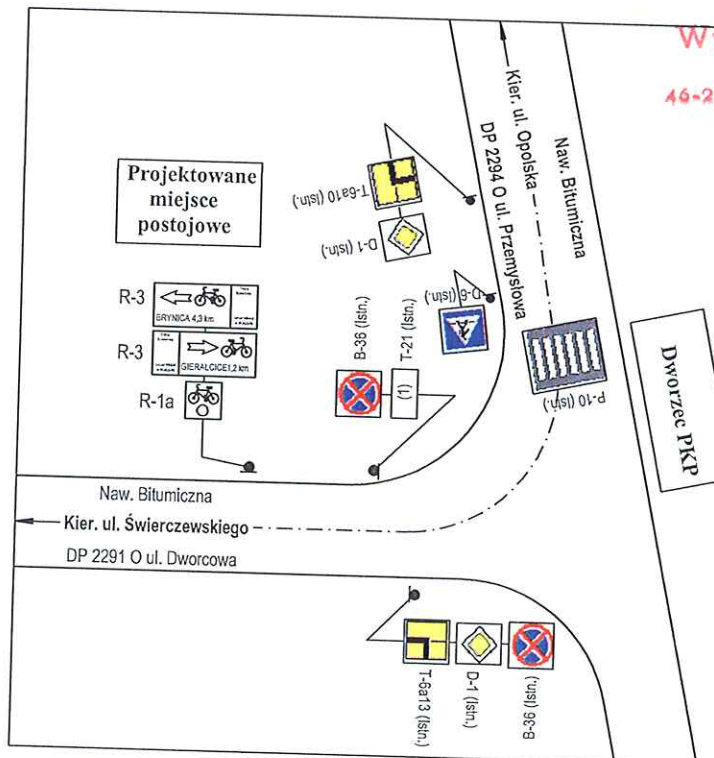 W
46-2
Kier. ul. Opolska
DP 2294 O ul. Przemysłowa
Naw. Bitumiczna
Projektowane
miejsce
postojowe
T-6a10 (Istn.)
D-1 (Istn.)
D-6 (Istn.)
R-3
BRYNICA 4,3 km
R-3
GIERAŁCICE1,2 km
R-1a
B-36 (Istn.)
T-21 (Istn.)
(1)
P-10 (Istn.)
Dworzec PKP
Naw. Bitumiczna
Kier. ul. Świerczewskiego
DP 2291 O ul. Dworcowa
T-6a13 (Istn.)
D-1 (Istn.)
B-36 (Istn.)